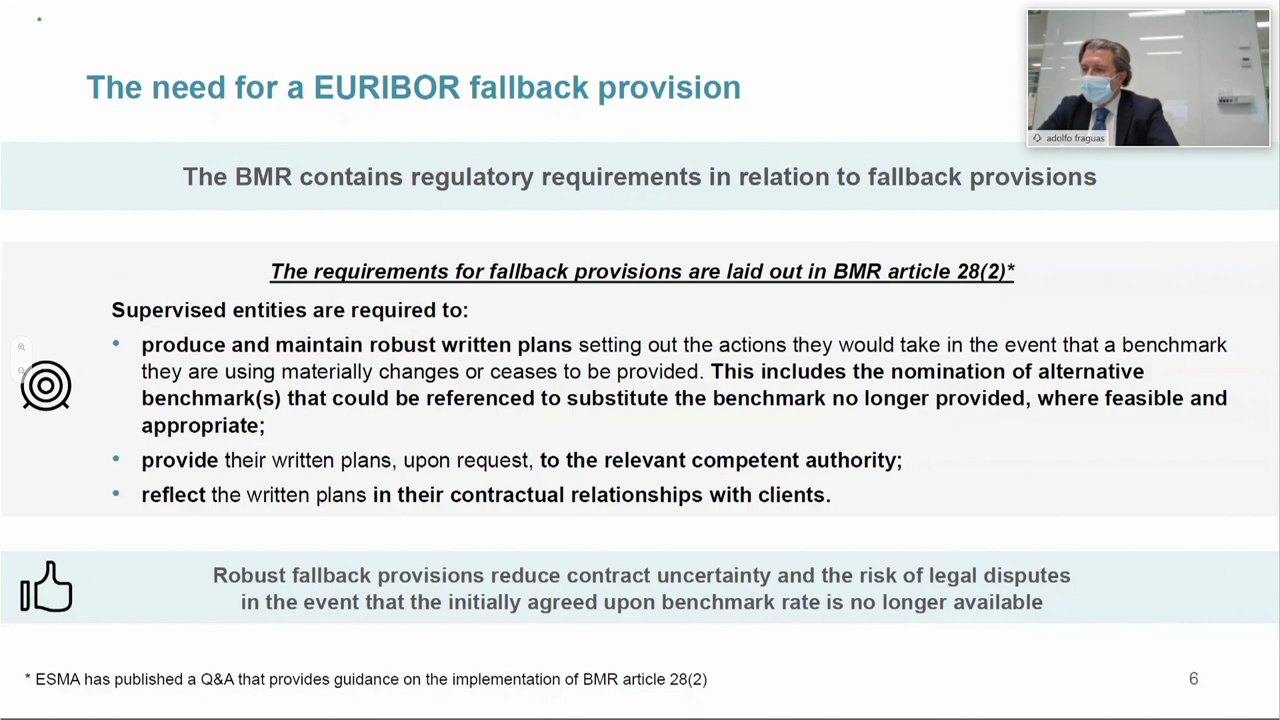 The need for a EURIBOR fallback provision
adolfo fraguas
The BMR contains regulatory requirements in relation to fallback provisions
The requirements for fallback provisions are laid out in BMR article 28(2)*
Supervised entities are required to:
• produce and maintain robust written plans setting out the actions they would take in the event that a benchmark
they are using materially changes or ceases to be provided. This includes the nomination of alternative
benchmark(s) that could be referenced to substitute the benchmark no longer provided, where feasible and
appropriate;
• provide their written plans, upon request, to the relevant competent authority;
• reflect the written plans in their contractual relationships with clients.
Robust fallback provisions reduce contract uncertainty and the risk of legal disputes
in the event that the initially agreed upon benchmark rate is no longer available
* ESMA has published a Q&A that provides guidance on the implementation of BMR article 28(2)
6